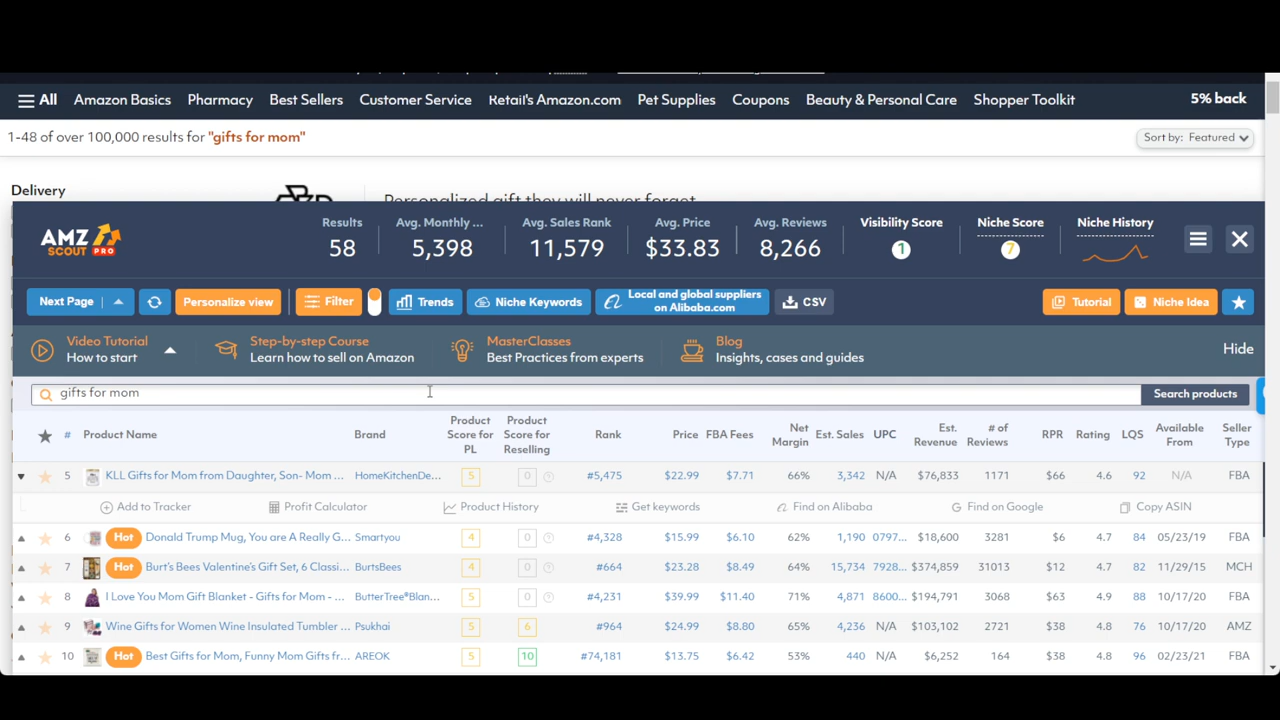 All Amazon Basics Pharmacy Best Sellers Customer Service Ketail's Amazon.com Pet Supplies Coupons Beauty & Personal Care Shopper Toolkit 5% back
1-48 of over 100,000 results for "gifts for mom" Sort by: Featured
Delivery
Personalized gift they will never forget
AMZ SCOUT PRO
Results Avg. Monthly ... Avg. Sales Rank Avg. Price Avg. Reviews Visibility Score Niche Score Niche History
58 5,398 11,579 $33.83 8,266 1 7
Next Page Personalize view Filter Trends Niche Keywords Local and global suppliers on Alibaba.com CSV Tutorial Niche Idea
Video Tutorial Step-by-step Course MasterClasses Blog
How to start Learn how to sell on Amazon Best Practices from experts Insights, cases and guides Hide
gifts for mom Search products
# Product Name Brand Product Score for PL Product Score for Reselling Rank Price FBA Fees Net Margin Est. Sales UPC Est. Revenue # of Reviews RPR Rating LQS Available From Seller Type
5 KLL Gifts for Mom from Daughter, Son- Mom ... HomeKitchenDe... 5 0 #5,475 $22.99 $7.71 66% 3,342 N/A $76,833 1171 $66 4.6 92 N/A FBA
Add to Tracker Profit Calculator Product History Get keywords Find on Alibaba Find on Google Copy ASIN
6 Hot Donald Trump Mug, You are A Really G... Smartyou 4 0 #4,328 $15.99 $6.10 62% 1,190 0797... $18,600 3281 $6 4.7 84 05/23/19 FBA
7 Hot Burt's Bees Valentine's Gift Set, 6 Classi... BurtsBees 4 0 #664 $23.28 $8.49 64% 15,734 7928... $374,859 31013 $12 4.7 82 11/29/15 MCH
8 I Love You Mom Gift Blanket - Gifts for Mom - ... ButterTree®Blan... 5 0 #4,231 $39.99 $11.40 71% 4,871 8600... $194,791 3068 $63 4.9 88 10/17/20 FBA
9 Wine Gifts for Women Wine Insulated Tumbler ... Psukhai 5 6 #964 $24.99 $8.80 65% 4,236 N/A $103,102 2721 $38 4.8 76 10/17/20 AMZ
10 Hot Best Gifts for Mom, Funny Mom Gifts fr... AREOK 5 10 #74,181 $13.75 $6.42 53% 440 N/A $6,252 164 $38 4.8 96 02/23/21 FBA